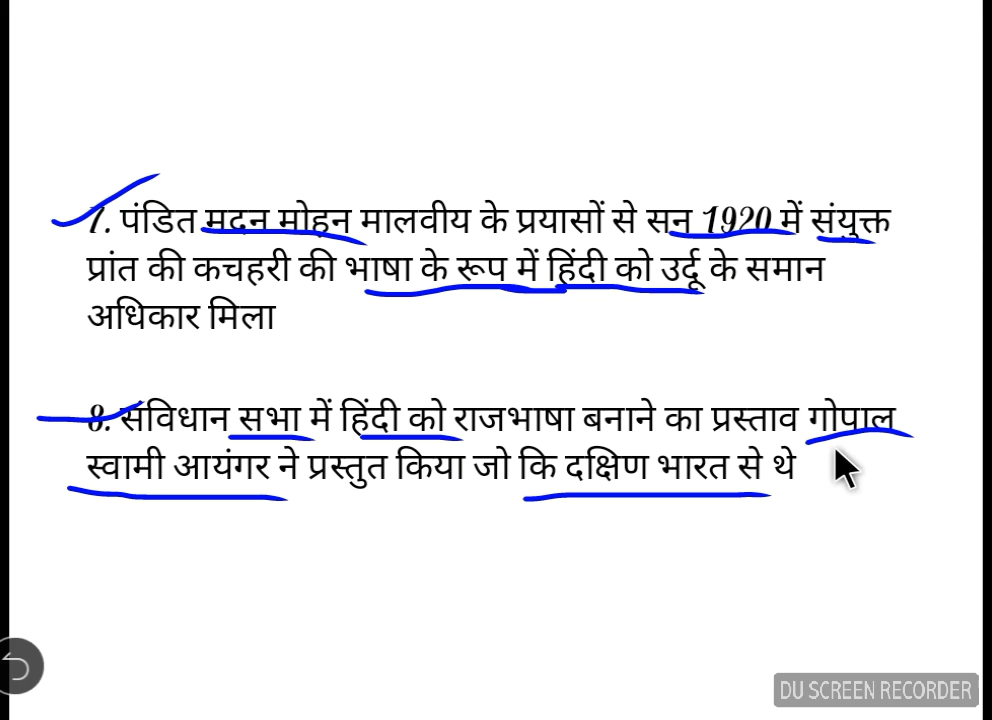 7. पंडित मदन मोहन मालवीय के प्रयासों से सन 1920 में संयुक्त
प्रांत की कचहरी की भाषा के रूप में हिंदी को उर्दू के समान
अधिकार मिला
8. संविधान सभा में हिंदी को राजभाषा बनाने का प्रस्ताव गोपाल
स्वामी आयंगर ने प्रस्तुत किया जो कि दक्षिण भारत से थे
DU SCREEN RECORDER